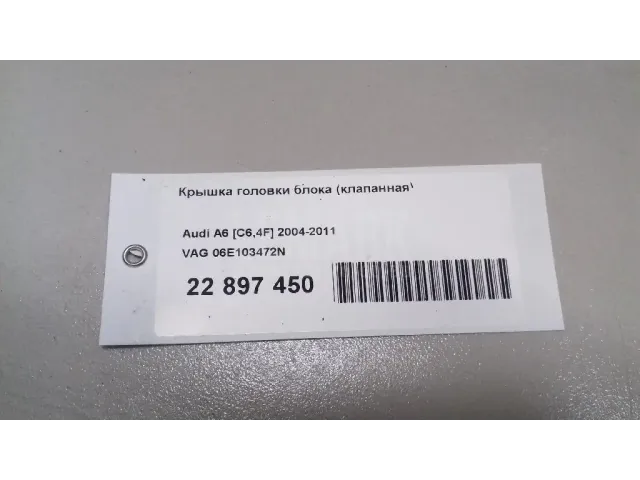 Крышка головки блока (клапанная)
Audi A6 [C6,4F] 2004-2011
VAG 06E103472N
22 897 450